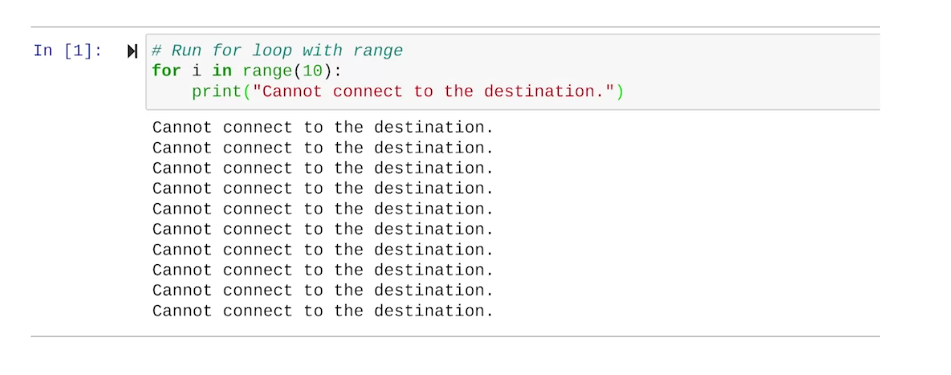 In [1]:
# Run for loop with range
for i in range(10):
    print("Cannot connect to the destination.")
Cannot connect to the destination.
Cannot connect to the destination.
Cannot connect to the destination.
Cannot connect to the destination.
Cannot connect to the destination.
Cannot connect to the destination.
Cannot connect to the destination.
Cannot connect to the destination.
Cannot connect to the destination.
Cannot connect to the destination.